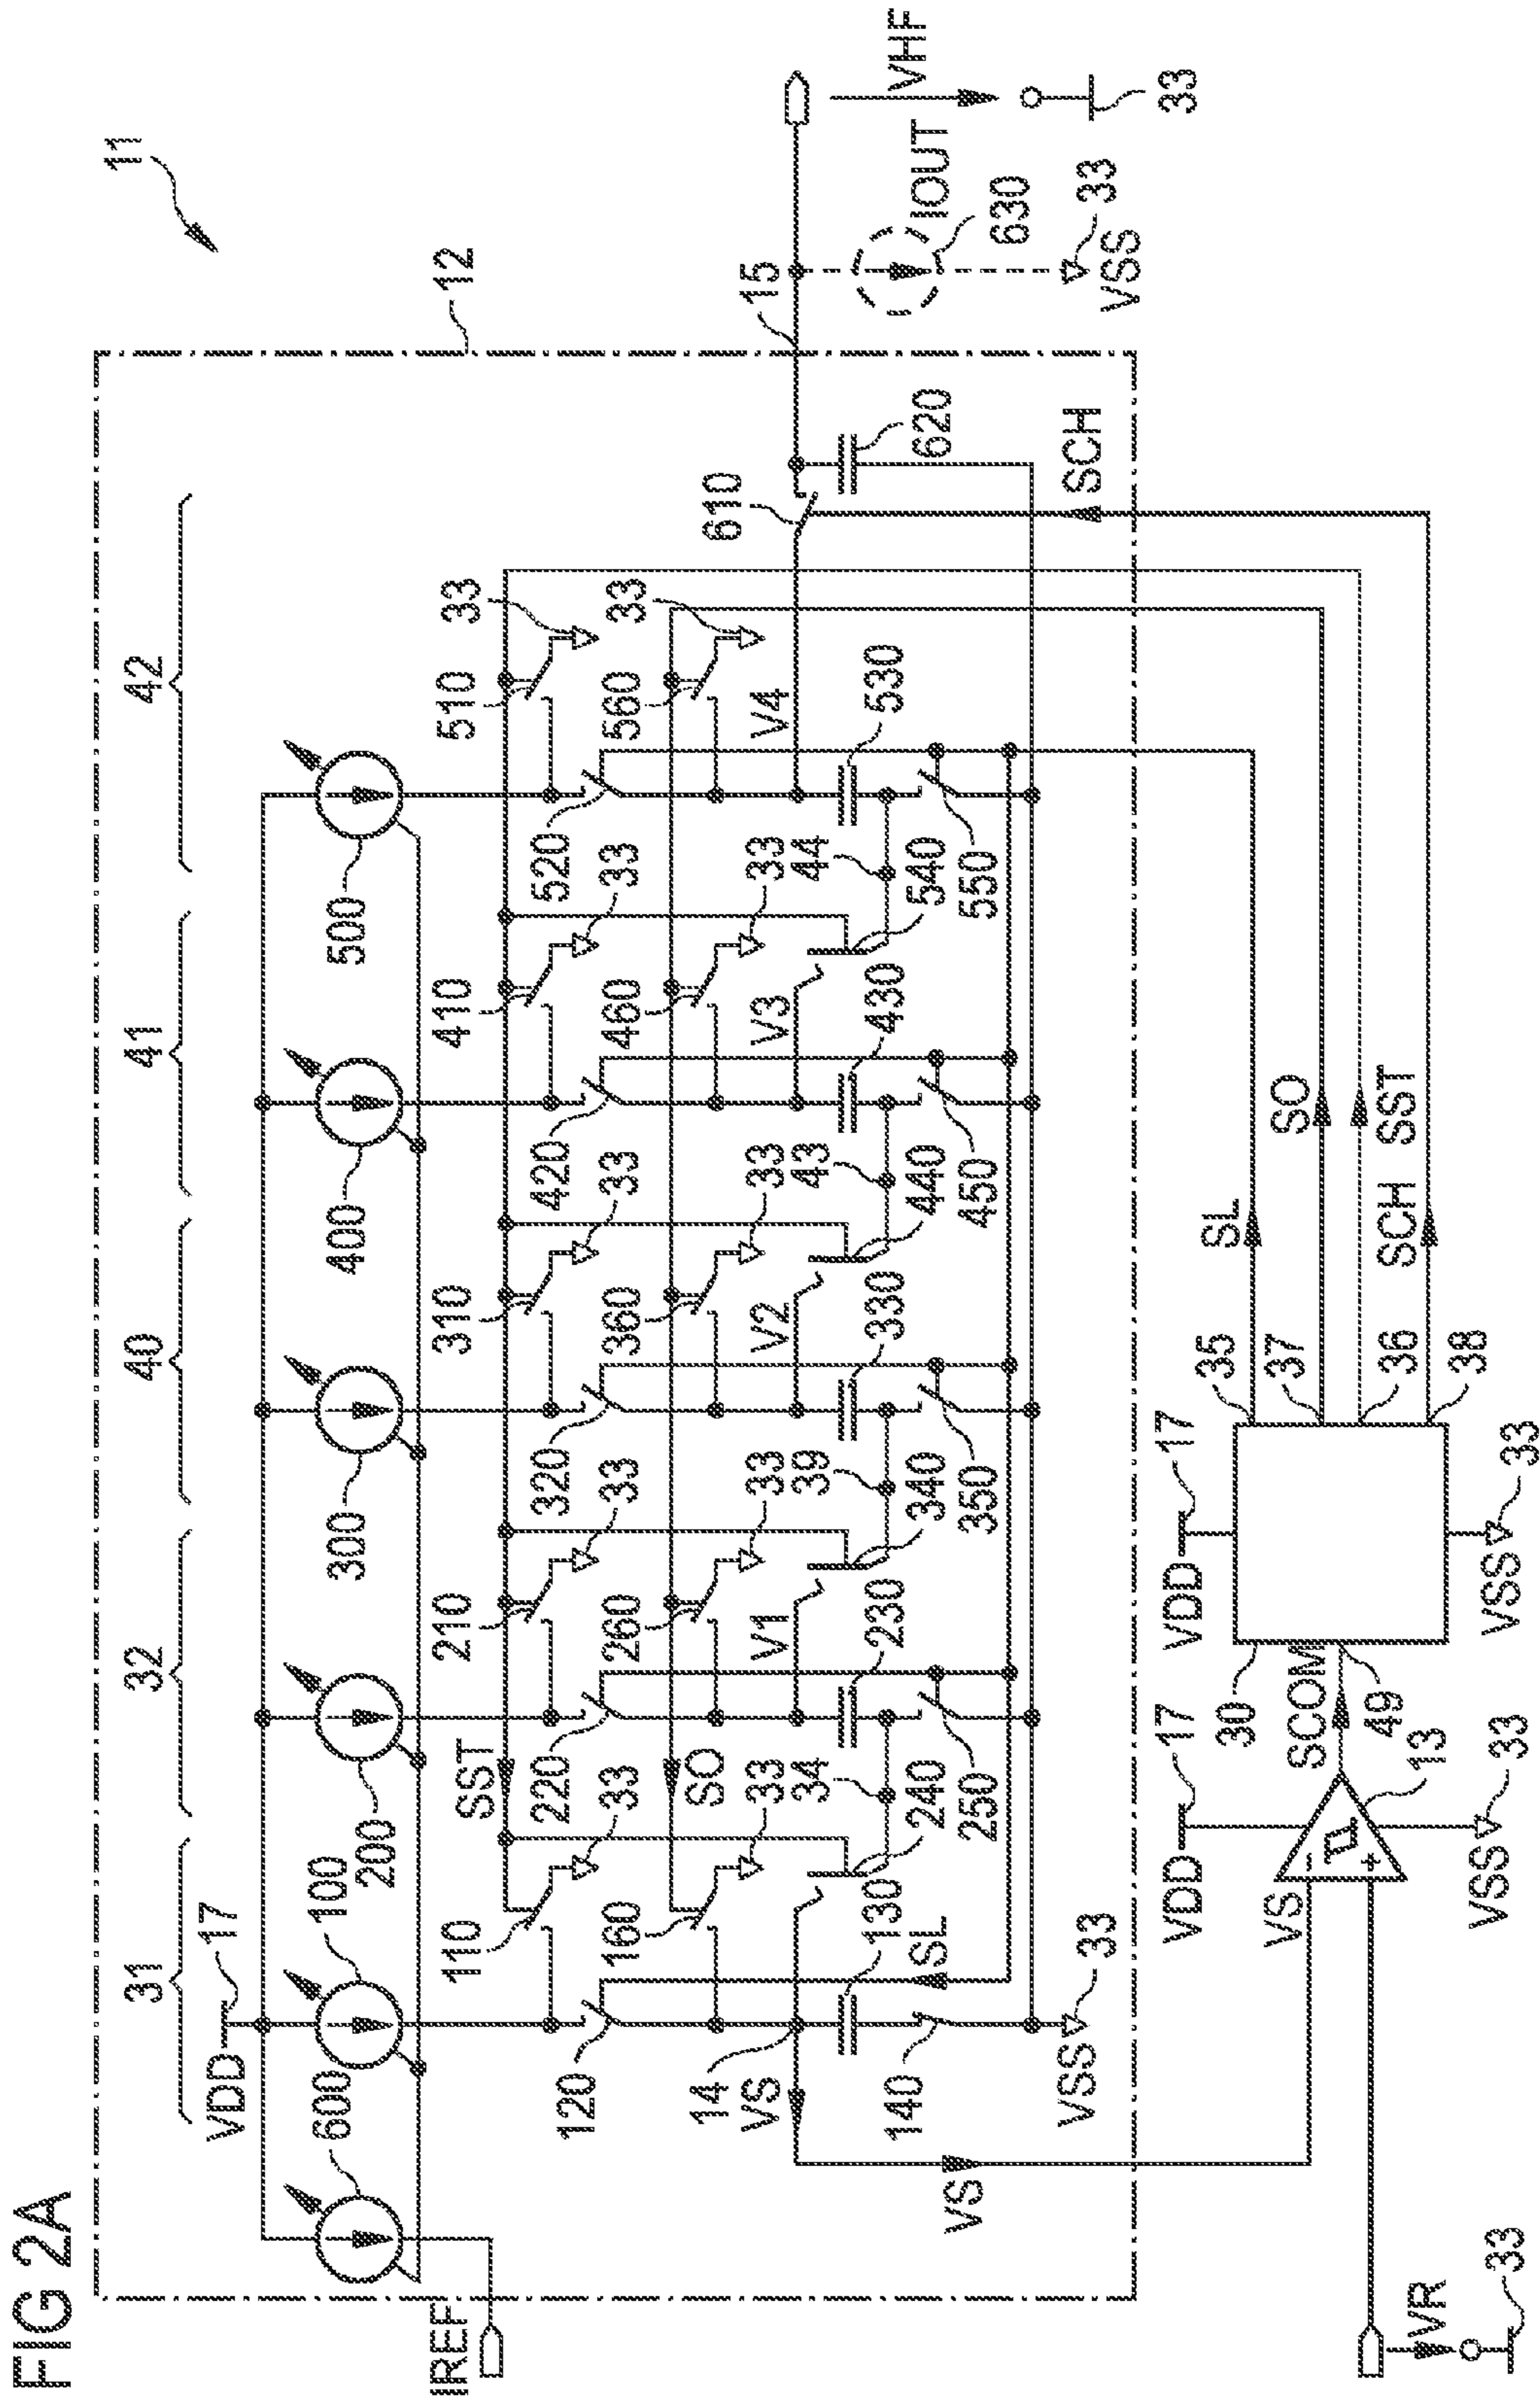 FIG 2A
11
12
31
32
40
41
42
VDD
17
600
100
200
300
400
500
IREF
SST
110
33
210
33
310
33
410
33
510
33
120
220
320
420
520
SO
160
33
260
33
360
33
460
33
560
33
14
VS
V1
V2
V3
V4
610
15
VHF
33
130
34
230
39
330
43
430
44
530
620
IOUT
630
33
VSS
140
SL
240
250
340
350
440
450
540
550
SCH
VS
VSS
33
VDD
17
VDD
17
35
SL
37
SO
36
SST
38
SCH
30
SCOM
49
VS
13
-
+
VSS
33
VSS
33
VR
33